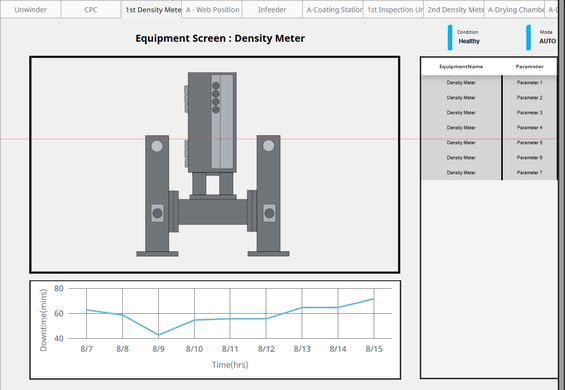 Unwinder
CPC
1st Density Mete
A - Web Position
Infeeder
A-Coating Station
1st Inspection Un
2nd Density Mete
A-Drying Chambe
Equipment Screen : Density Meter
Condition
Healthy
Mode
AUTO
EquipmentName Parameter
Density Meter Parameter 1
Density Meter Parameter 2
Density Meter Parameter 3
Density Meter Parameter 4
Density Meter Parameter 5
Density Meter Parameter 6
Density Meter Parameter 7
Downtime(mins)
80
60
40
8/7 8/8 8/9 8/10 8/11 8/12 8/13 8/14 8/15
Time(hrs)